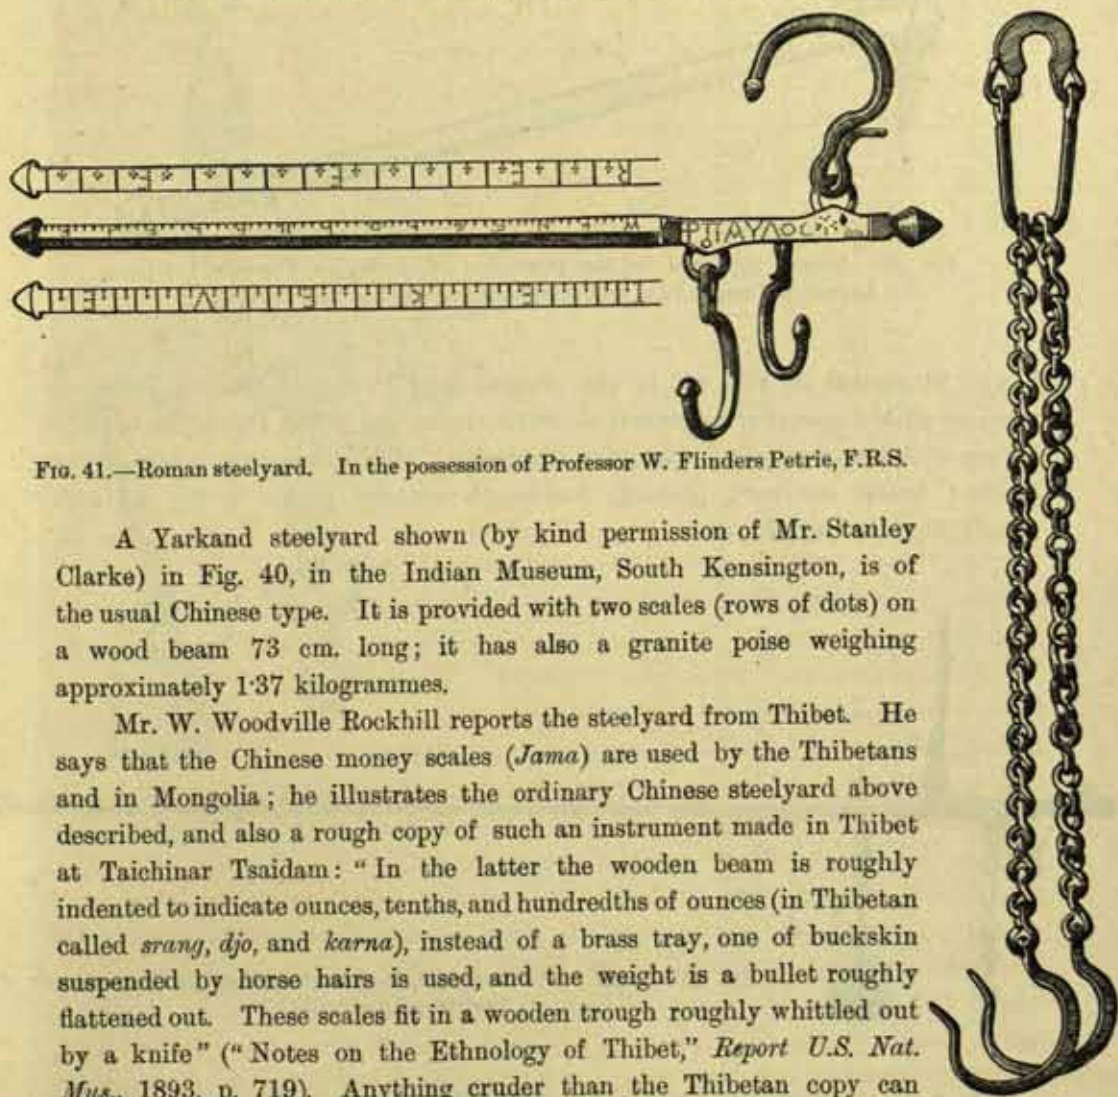 ΡΠΑΥΛΟС
FIG. 41.—Roman steelyard. In the possession of Professor W. Flinders Petrie, F.R.S.
A Yarkand steelyard shown (by kind permission of Mr. Stanley
Clarke) in Fig. 40, in the Indian Museum, South Kensington, is of
the usual Chinese type. It is provided with two scales (rows of dots) on
a wood beam 73 cm. long; it has also a granite poise weighing
approximately 1·37 kilogrammes.
Mr. W. Woodville Rockhill reports the steelyard from Thibet. He
says that the Chinese money scales (Jama) are used by the Thibetans
and in Mongolia; he illustrates the ordinary Chinese steelyard above
described, and also a rough copy of such an instrument made in Thibet
at Taichinar Tsaidam: “In the latter the wooden beam is roughly
indented to indicate ounces, tenths, and hundredths of ounces (in Thibetan
called srang, djo, and karna), instead of a brass tray, one of buckskin
suspended by horse hairs is used, and the weight is a bullet roughly
flattened out. These scales fit in a wooden trough roughly whittled out
by a knife” (“Notes on the Ethnology of Thibet,” Report U.S. Nat.
Mus., 1893, p. 719). Anything cruder than the Thibetan copy can